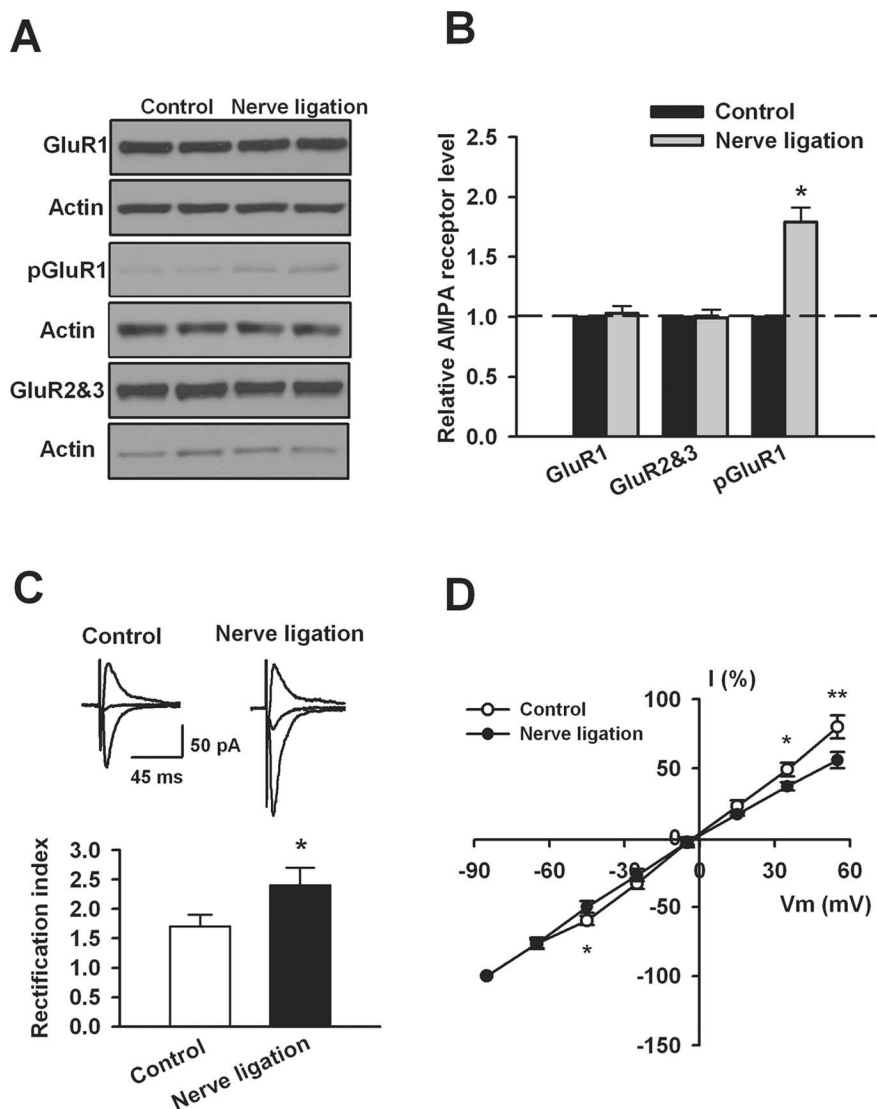 A
Control Nerve ligation
GluR1
Actin
pGluR1
Actin
GluR2&3
Actin
B
Control
Nerve ligation
Relative AMPA receptor level
2.5
2.0
1.5
1.0
0.5
0.0
*
GluR1
GluR2&3
pGluR1
C
Control
Nerve ligation
50 pA
45 ms
Rectification index
3.0
2.5
2.0
1.5
1.0
0.5
0.0
*
Control
Nerve ligation
D
I (%)
Control
Nerve ligation
100
50
0
-50
-100
-150
-90
-60
-30
0
30
60
Vm (mV)
*
**
*